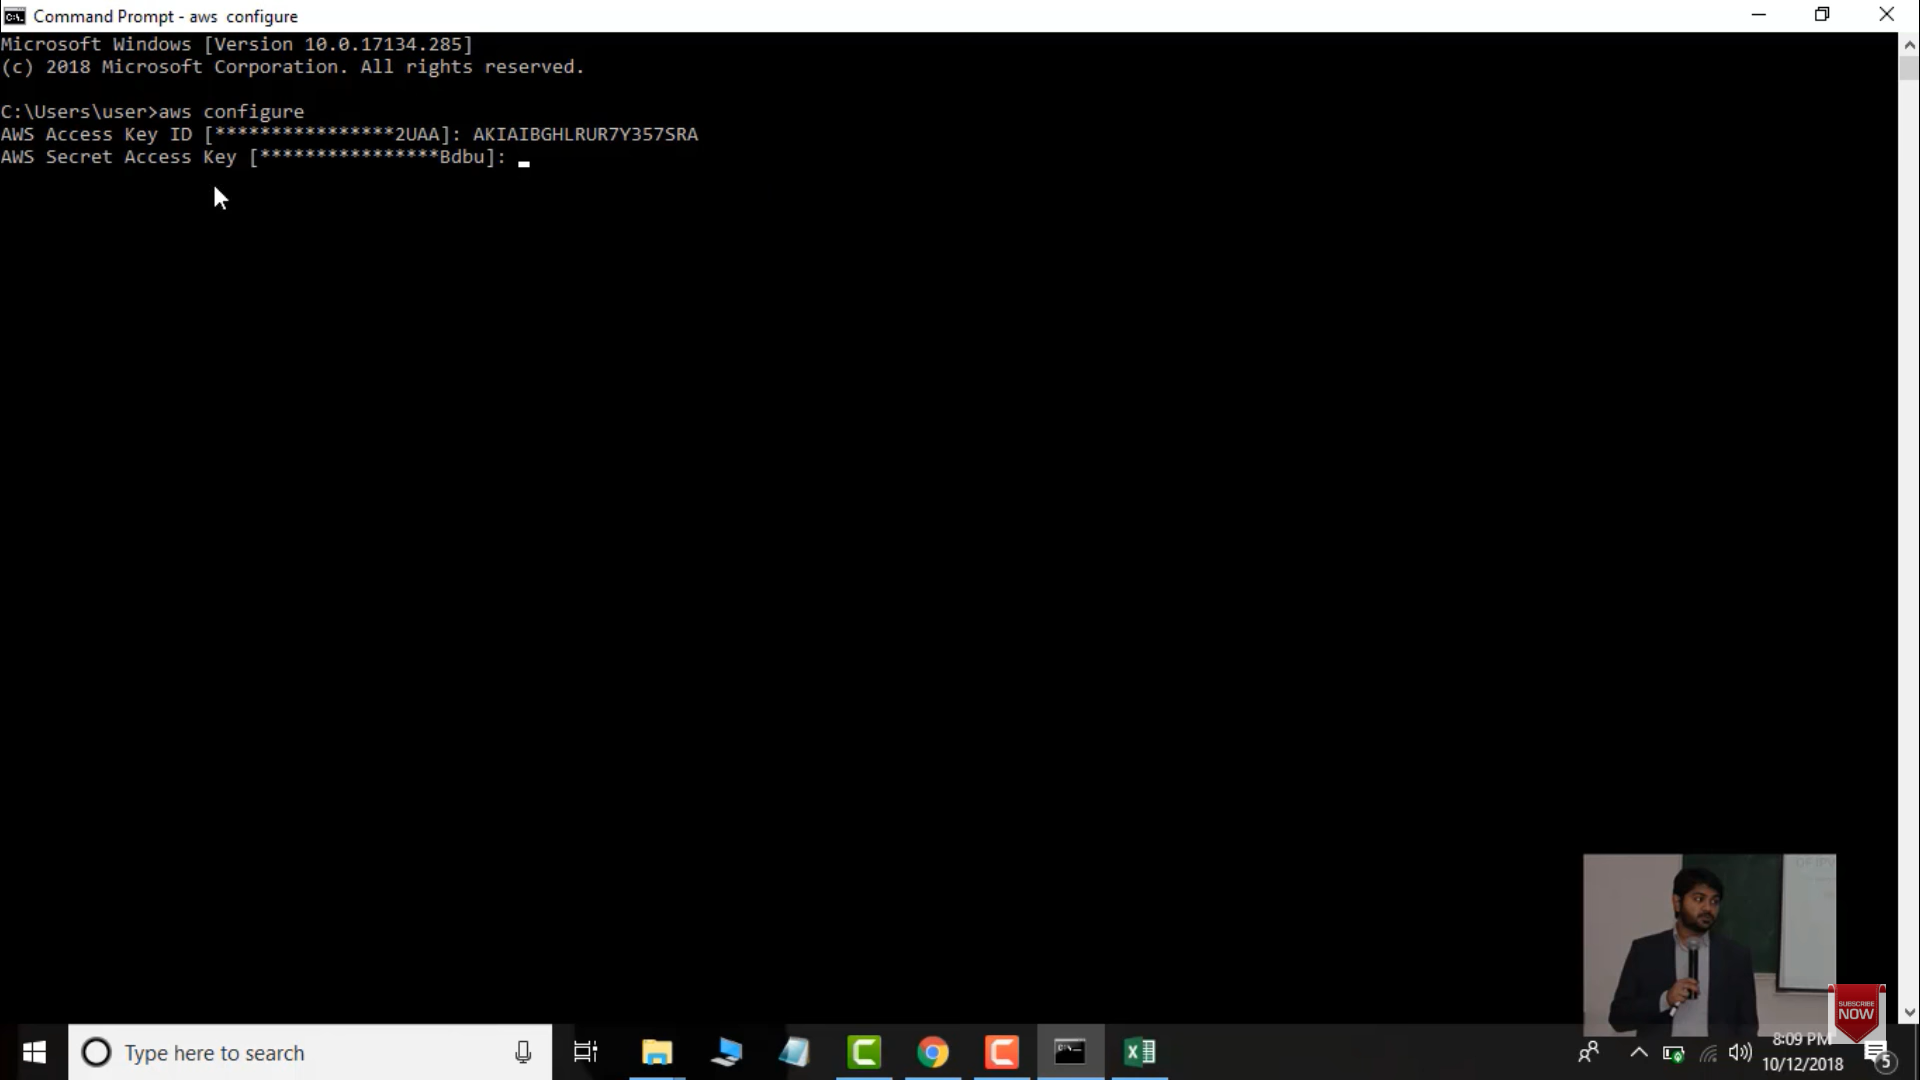 Command Prompt - aws  configure
Microsoft Windows [Version 10.0.17134.285]
(c) 2018 Microsoft Corporation. All rights reserved.
C:\Users\user>aws configure
AWS Access Key ID [****************2UAA]: AKIAIBGHLRUR7Y357SRA
AWS Secret Access Key [****************Bdbu]:
SUBSCRIBE
NOW
Type here to search
8:09 PM
10/12/2018
5